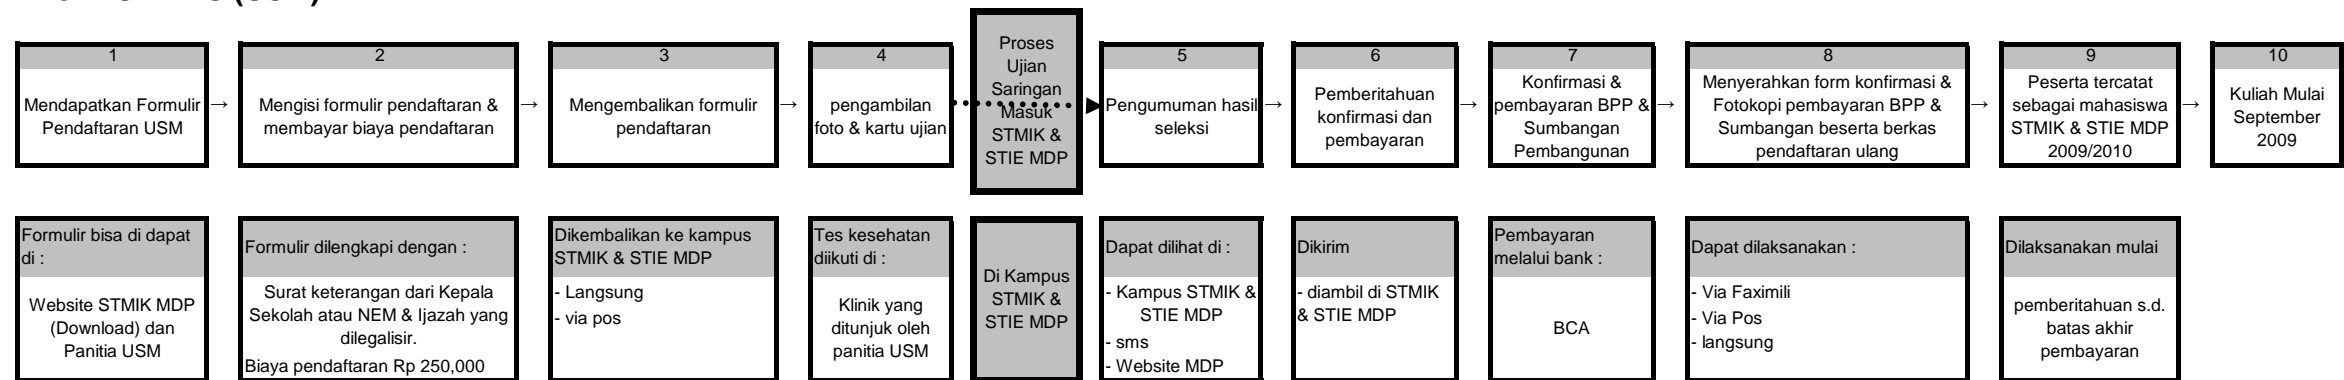 1
Mendapatkan Formulir
Pendaftaran USM
→
2
Mengisi formulir pendaftaran &
membayar biaya pendaftaran
→
3
Mengembalikan formulir
pendaftaran
→
4
pengambilan
foto & kartu ujian
Proses
Ujian
Saringan
Masuk
STMIK &
STIE MDP
5
Pengumuman hasil
seleksi
→
6
Pemberitahuan
konfirmasi dan
pembayaran
→
7
Konfirmasi &
pembayaran BPP &
Sumbangan
Pembangunan
→
8
Menyerahkan form konfirmasi &
Fotokopi pembayaran BPP &
Sumbangan beserta berkas
pendaftaran ulang
→
9
Peserta tercatat
sebagai mahasiswa
STMIK & STIE MDP
2009/2010
→
10
Kuliah Mulai
September
2009
Formulir bisa di dapat
di :
Website STMIK MDP
(Download) dan
Panitia USM
Formulir dilengkapi dengan :
Surat keterangan dari Kepala
Sekolah atau NEM & Ijazah yang
dilegalisir.
Biaya pendaftaran Rp 250,000
Dikembalikan ke kampus
STMIK & STIE MDP
- Langsung
- via pos
Tes kesehatan
diikuti di :
Klinik yang
ditunjuk oleh
panitia USM
Di Kampus
STMIK &
STIE MDP
Dapat dilihat di :
- Kampus STMIK &
STIE MDP
- sms
- Website MDP
Dikirim
- diambil di STMIK
& STIE MDP
Pembayaran
melalui bank :
BCA
Dapat dilaksanakan :
- Via Faximili
- Via Pos
- langsung
Dilaksanakan mulai
pemberitahuan s.d.
batas akhir
pembayaran